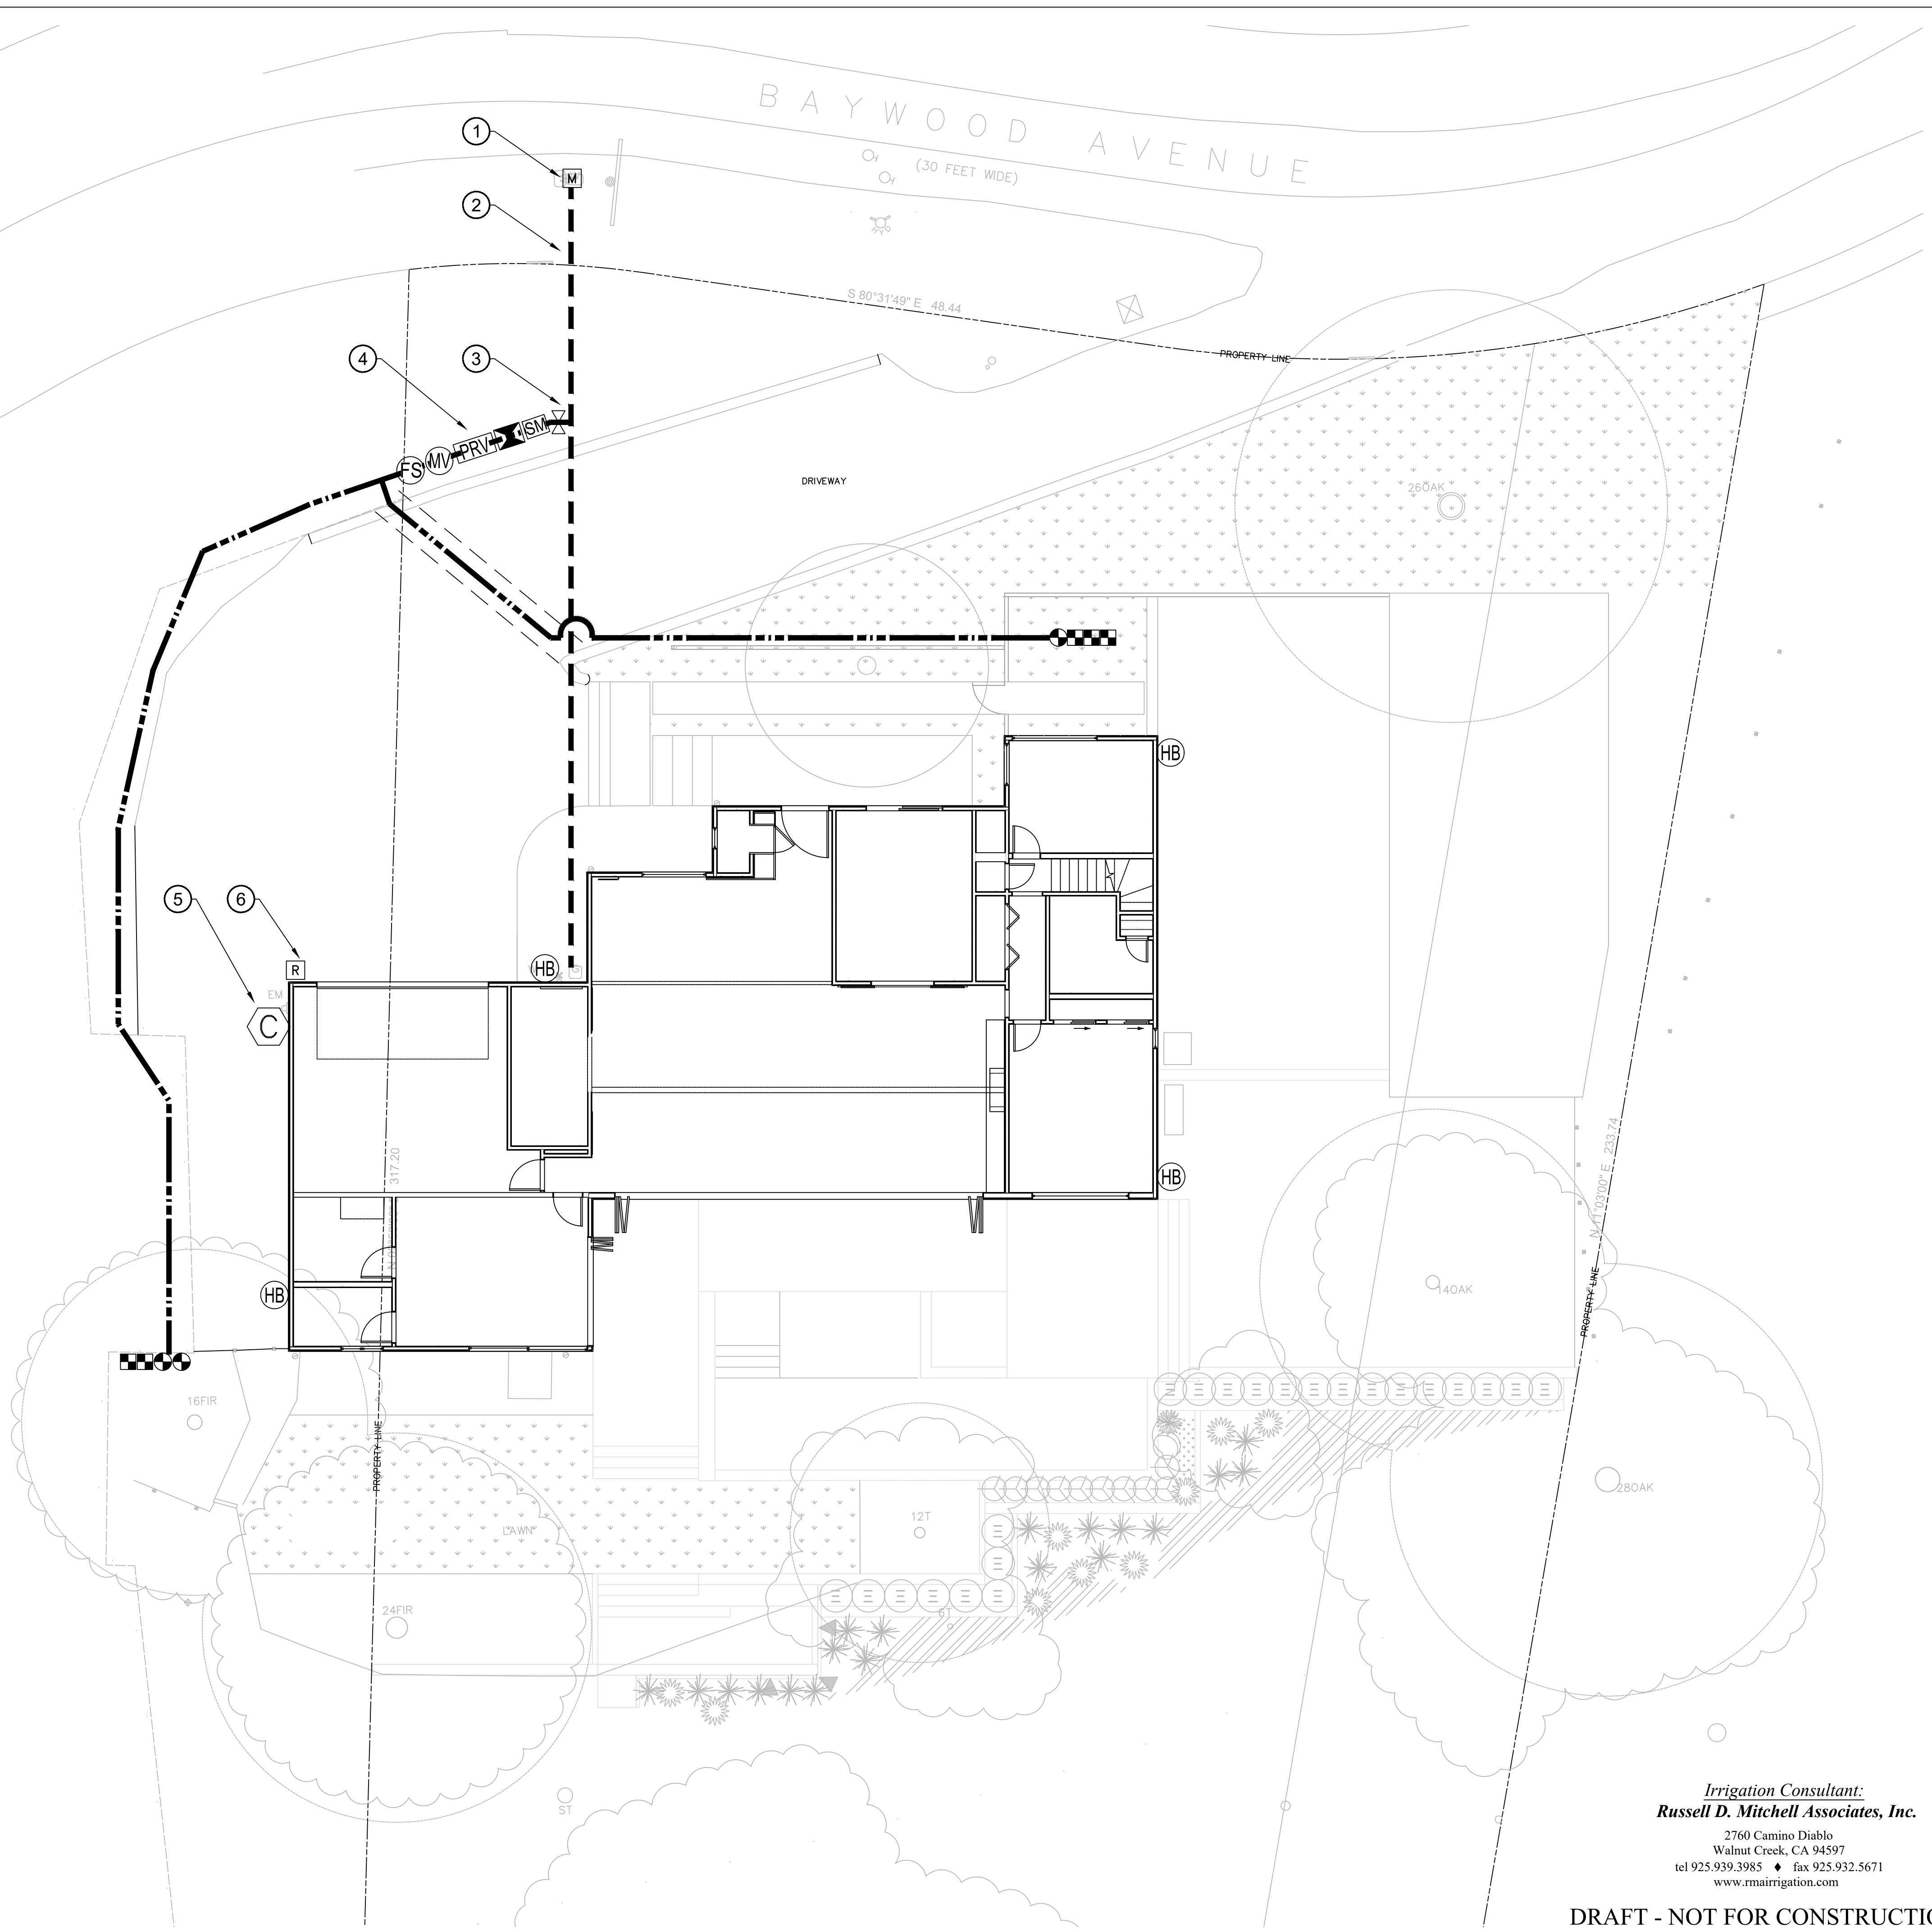 BAYWOOD AVENUE
(30 FEET WIDE)
1
M
2
HYD
S 80°31'49" E 48.44
PROPERTY LINE
4
3
SM
PRV
MV
FS
DRIVEWAY
26OAK
HB
5
6
R
HB
G
EM
C
317.20
N 11°03'00" E 233.74
HB
14OAK
PROPERTY LINE
HB
16FIR
PROPERTY LINE
28OAK
12T
LAWN
24FIR
6T
ST
Irrigation Consultant:
Russell D. Mitchell Associates, Inc.
2760 Camino Diablo
Walnut Creek, CA 94597
tel 925.939.3985 ♦ fax 925.932.5671
www.rmairrigation.com
DRAFT - NOT FOR CONSTRUCTIO